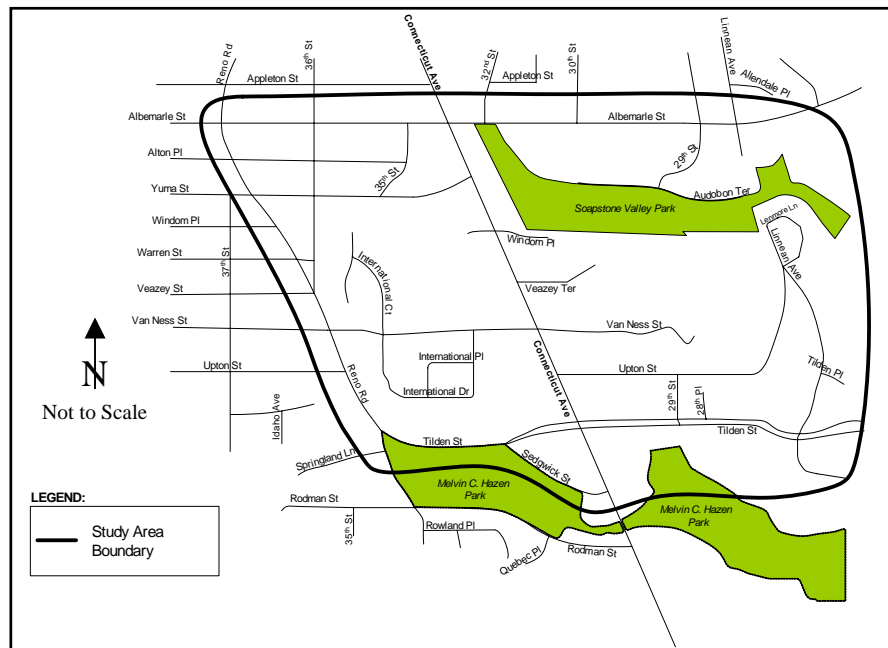 Reno Rd
36th St
Connecticut Ave
32nd St
30th St
Linnean Ave
Appleton St
Appleton St
Allendale Pl
Albemarle St
Albemarle St
Alton Pl
35th St
29th St
Yuma St
Audobon Ter
Soapstone Valley Park
Lenmore Ln
Windom Pl
Windom Pl
Linnean Ave
Warren St
37th St
International Ct
Veazey St
Veazey Ter
Van Ness St
Van Ness St
N
Not to Scale
Upton St
Reno Rd
International Pl
International Dr
Connecticut Ave
Upton St
29th St
28th Pl
Tilden Pl
Idaho Ave
Tilden St
Tilden St
Springland Ln
Sedgwick St
Melvin C. Hazen
Park
Melvin C. Hazen
Park
LEGEND:
Study Area
Boundary
Rodman St
35th St
Rowland Pl
Quebec Pl
Rodman St